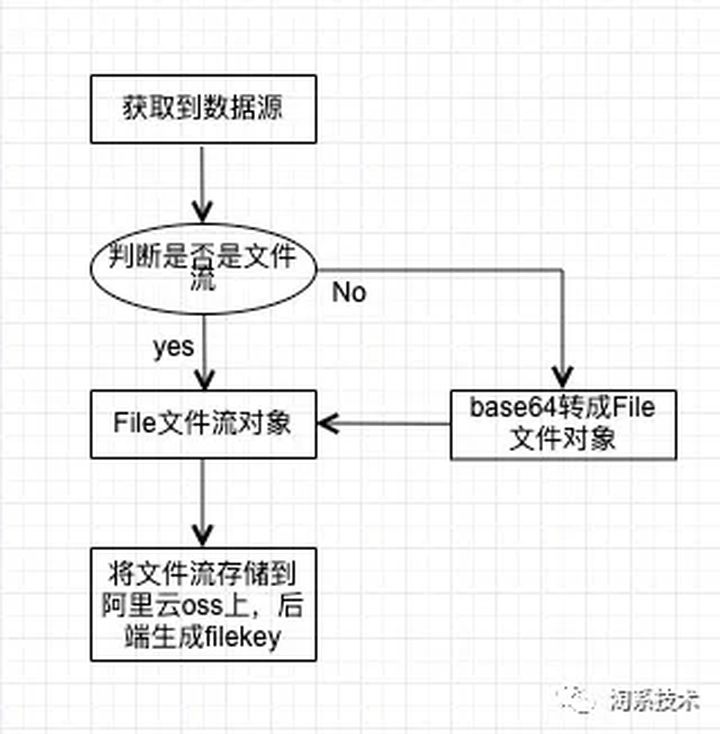 获取到数据源
判断是否是文件
流
No
yes
File文件流对象
base64转成File
文件对象
将文件流存储到
阿里云oss上，后
端生成filekey
淘系技术